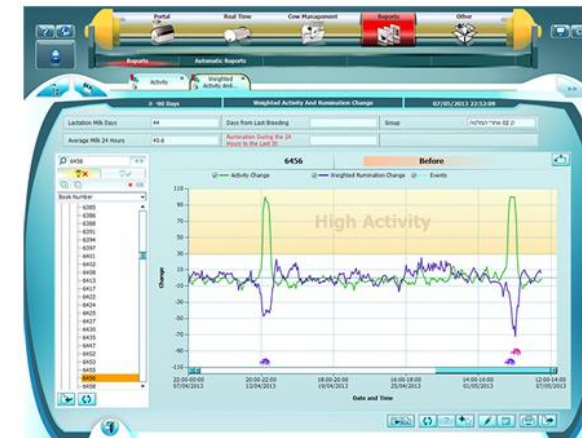 Portal Real Time Cow Management Reports Other
Reports Automatic Reports
Activity Weighted
Activity And...
-90 Days Weighted Activity And Rumination Change 07/05/2013 22:52:09
Lactation Milk Days 44 Days from Last Breeding Group
Average Milk 24 Hours 40.6 Rumination During the 24
Hours to the Last 3D
6456 6456 Before
Activity Change Weighted Rumination Change Events
Book Number
6385
6386
6388
6391
6394
6397
6401
6402
6408
6413
6417
6422
6424
6425
6427
6430
6435
6447
6452
6453
6455
6456
6458
High Activity
Change
110
90
70
50
30
10
-10
-30
-50
-70
-90
-110
22:00-00:00 20:00-22:00 18:00-20:00 16:00-18:00 14:00-16:00 12:00-14:00
07/04/2013 13/04/2013 19/04/2013 25/04/2013 01/05/2013 07/05/2013
Date and Time